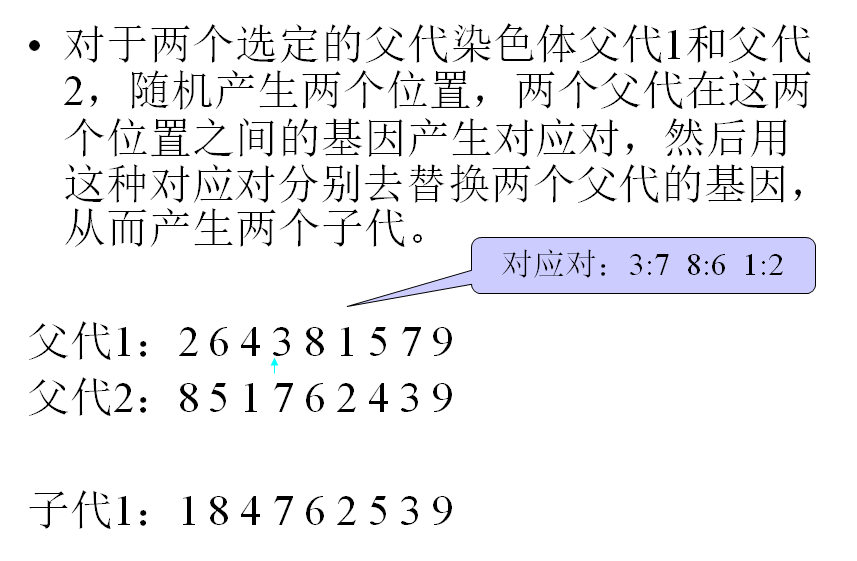 • 对于两个选定的父代染色体父代1和父代
2，随机产生两个位置，两个父代在这两
个位置之间的基因产生对应对，然后用
这种对应对分别去替换两个父代的基因，
从而产生两个子代。
对应对：3:7 8:6 1:2
父代1：2 6 4 3 8 1 5 7 9
父代2：8 5 1 7 6 2 4 3 9
子代1：1 8 4 7 6 2 5 3 9